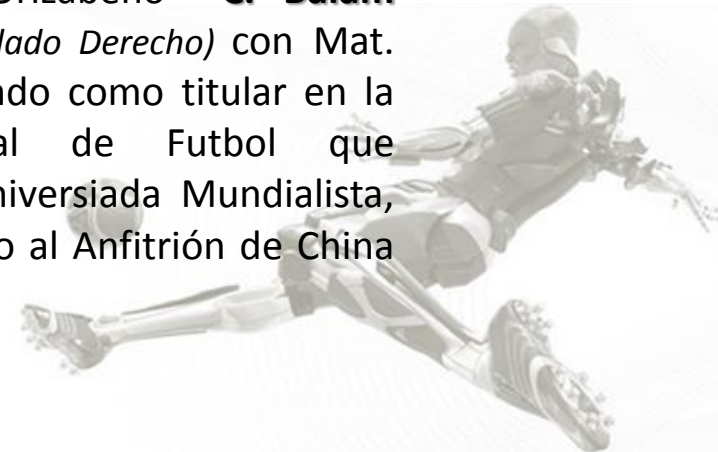 C. Balam
lado Derecho) con Mat.
ndo como titular en la
al de Futbol que
niversiada Mundialista,
o al Anfitrión de China